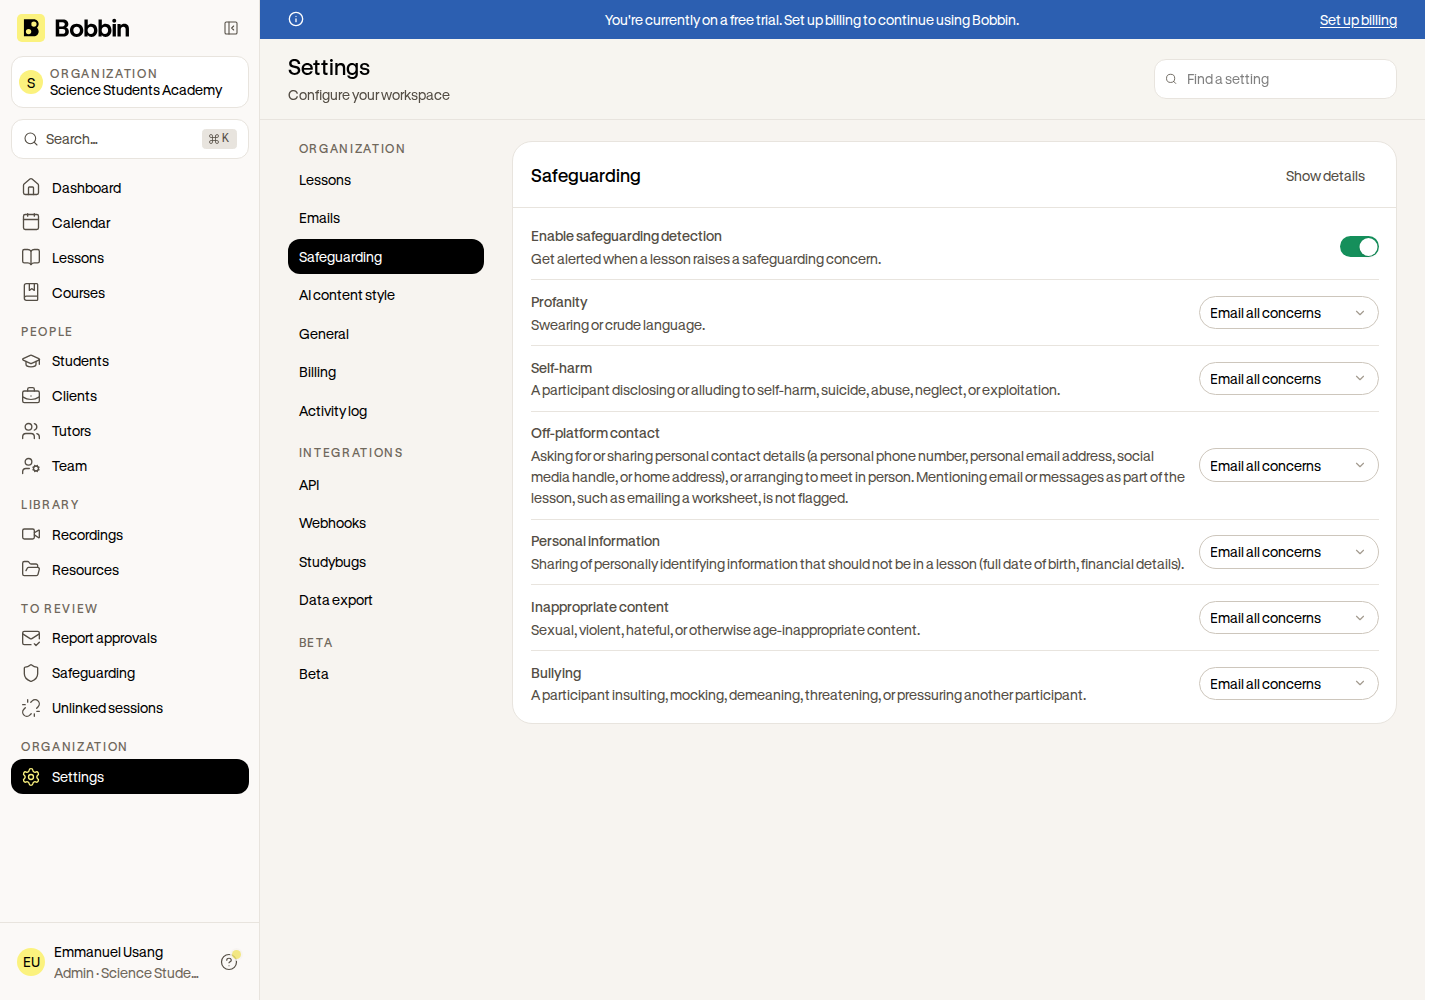 Bobbin
ORGANIZATION
S
Science Students Academy
Search...
⌘ K
Dashboard
Calendar
Lessons
Courses
PEOPLE
Students
Clients
Tutors
Team
LIBRARY
Recordings
Resources
TO REVIEW
Report approvals
Safeguarding
Unlinked sessions
ORGANIZATION
Settings
EU
Emmanuel Usang
Admin · Science Stude...
You're currently on a free trial. Set up billing to continue using Bobbin.
Set up billing
Settings
Configure your workspace
Find a setting
ORGANIZATION
Lessons
Emails
Safeguarding
AI content style
General
Billing
Activity log
INTEGRATIONS
API
Webhooks
Studybugs
Data export
BETA
Beta
Safeguarding
Show details
Enable safeguarding detection
Get alerted when a lesson raises a safeguarding concern.
Profanity
Swearing or crude language.
Email all concerns
Self-harm
A participant disclosing or alluding to self-harm, suicide, abuse, neglect, or exploitation.
Email all concerns
Off-platform contact
Asking for or sharing personal contact details (a personal phone number, personal email address, social
media handle, or home address), or arranging to meet in person. Mentioning email or messages as part of the
lesson, such as emailing a worksheet, is not flagged.
Email all concerns
Personal Information
Sharing of personally identifying information that should not be in a lesson (full date of birth, financial details).
Email all concerns
Inappropriate content
Sexual, violent, hateful, or otherwise age-inappropriate content.
Email all concerns
Bullying
A participant insulting, mocking, demeaning, threatening, or pressuring another participant.
Email all concerns